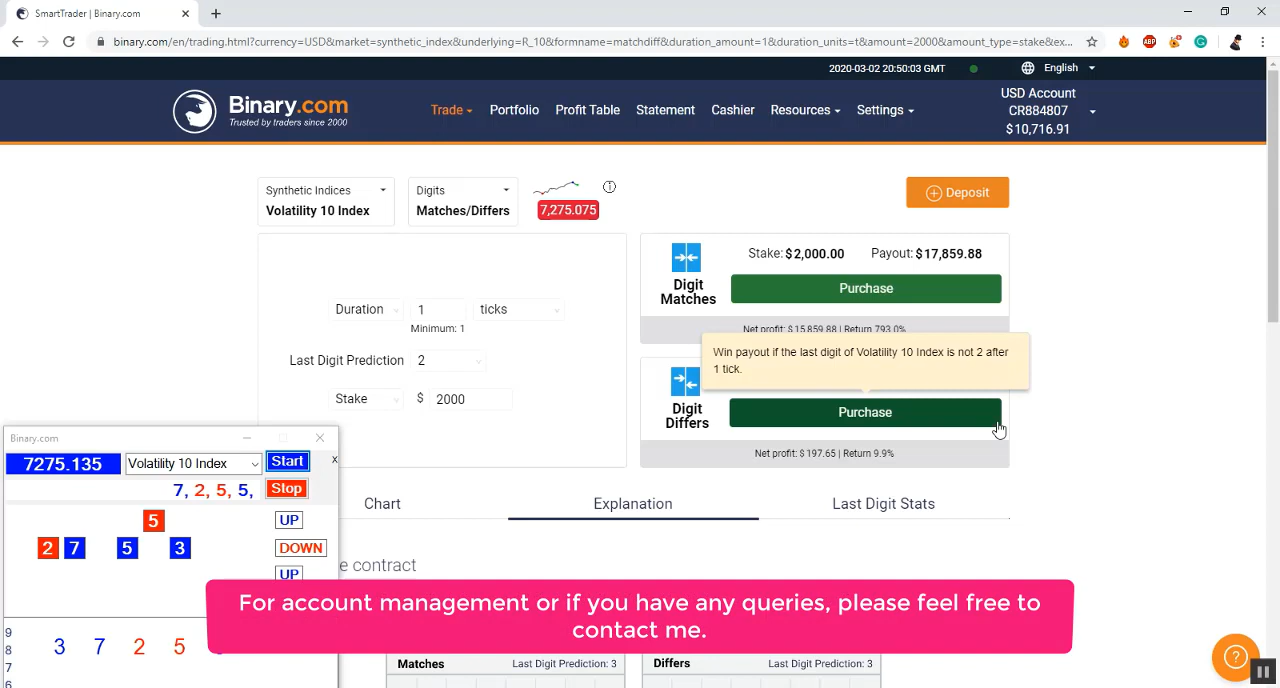 SmartTrader | Binary.com
binary.com/en/trading.html?currency=USD&market=synthetic_index&underlying=R_10&formname=matchdiff&duration_amount=1&duration_units=t&amount=2000&amount_type=stake&ex...
ABP
2020-03-02 20:50:03 GMT
English
Binary.com
Trusted by traders since 2000
Trade
Portfolio
Profit Table
Statement
Cashier
Resources
Settings
USD Account
CR884807
$10,716.91
Synthetic Indices
Volatility 10 Index
Digits
Matches/Differs
7,275.075
Deposit
Duration 1 ticks
Minimum: 1
Last Digit Prediction 2
Stake $ 2000
Digit
Matches
Stake: $2,000.00 Payout: $17,859.88
Purchase
Net profit: $ 15,859.88 | Return 793.0%
Win payout if the last digit of Volatility 10 Index is not 2 after
1 tick.
Digit
Differs
Purchase
Net profit: $ 197.65 | Return 9.9%
Binary.com
7275.135 Volatility 10 Index Start x
7, 2, 5, 5, Stop
5 UP
2 7 5 3 DOWN
UP
Chart
Explanation
Last Digit Stats
e contract
For account management or if you have any queries, please feel free to
contact me.
9
8
7
6
3 7 2 5
Matches Last Digit Prediction: 3
Differs Last Digit Prediction: 3